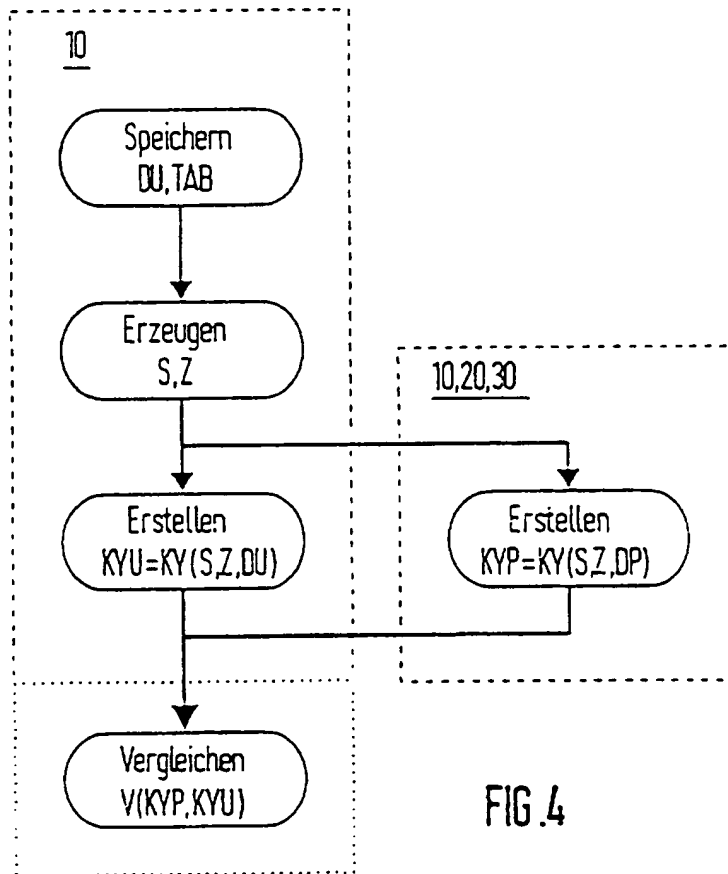 10
Speichern
DU,TAB
Erzeugen
S,Z
10,20,30
Erstellen
KYU=KY(S,Z,DU)
Erstellen
KYP=KY(S,Z,DP)
Vergleichen
V(KYP,KYU)
FIG.4